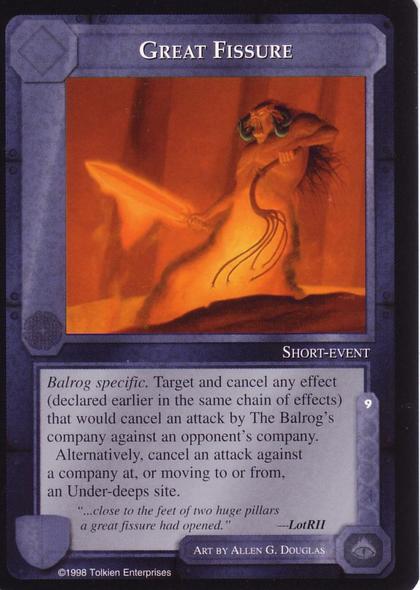 GREAT FISSURE
SHORT-EVENT
Balrog specific. Target and cancel any effect
(declared earlier in the same chain of effects)
that would cancel an attack by The Balrog's
company against an opponent's company.
Alternatively, cancel an attack against
a company at, or moving to or from,
an Under-deeps site.
9
"...close to the feet of two huge pillars
a great fissure had opened." —LotRII
ART BY ALLEN G. DOUGLAS
©1998 Tolkien Enterprises